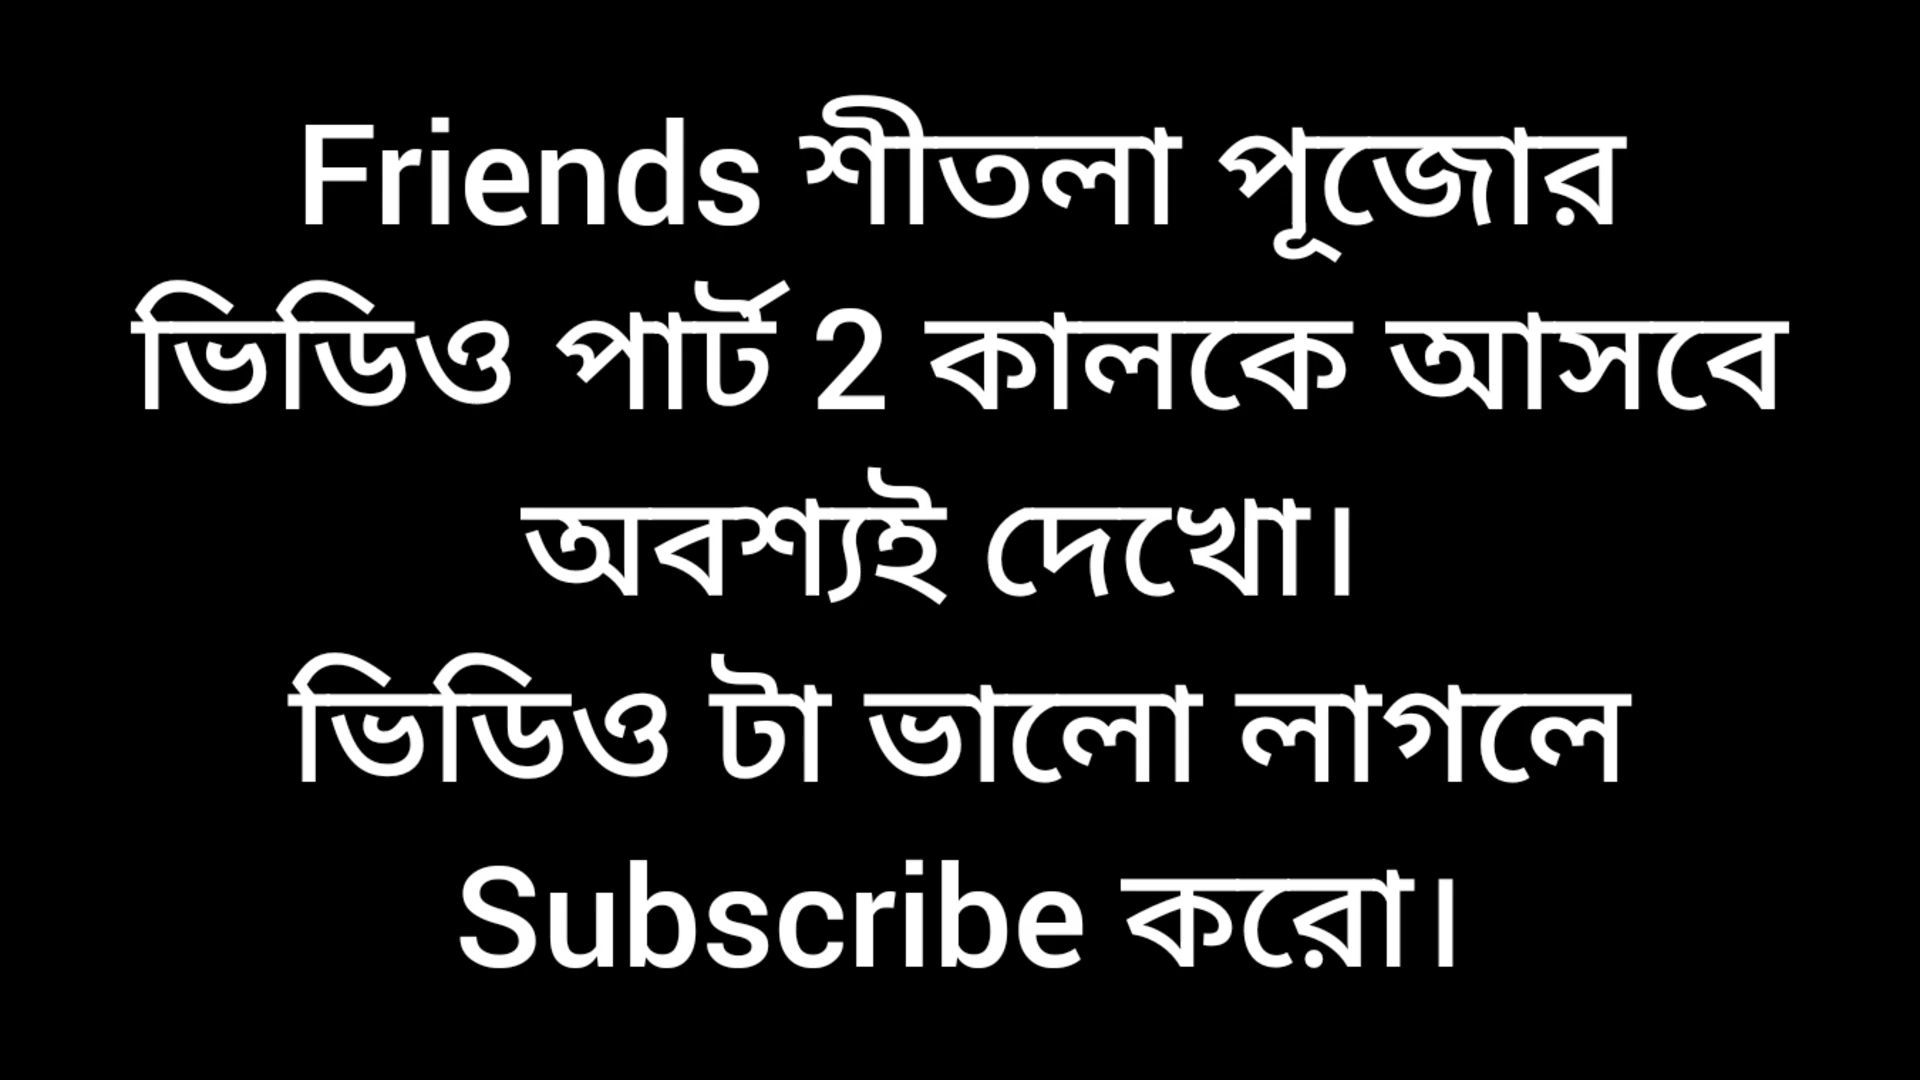 Friends শীতলা পূজোর
ভিডিও পার্ট 2 কালকে আসবে
অবশ্যই দেখো।
ভিডিও টা ভালো লাগলে
Subscribe করো।